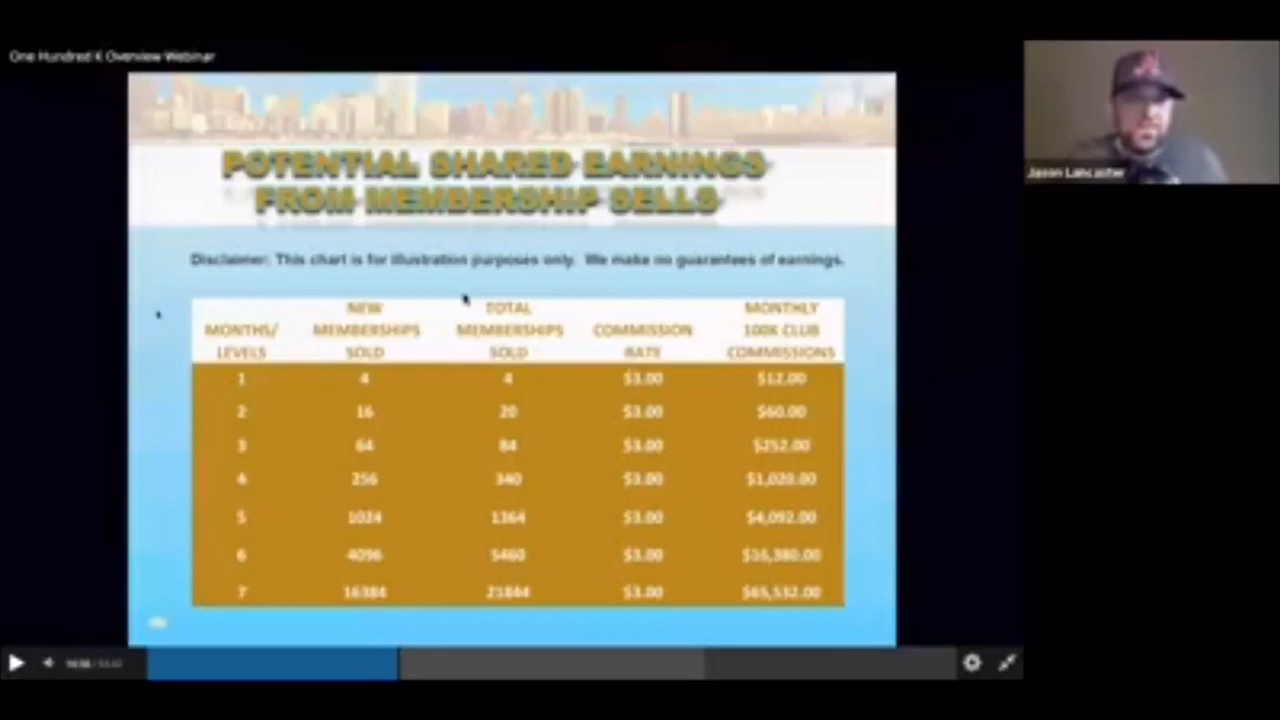 One Hundred K Overview Webinar
Jason Lancaster
POTENTIAL SHARED EARNINGS
FROM MEMBERSHIP SELLS
Disclaimer: This chart is for illustration purposes only. We make no guarantees of earnings.
MONTHS/ LEVELS NEW MEMBERSHIPS SOLD TOTAL MEMBERSHIPS SOLD COMMISSION RATE MONTHLY 100K CLUB COMMISSIONS
1 4 4 $3.00 $12.00
2 16 20 $3.00 $60.00
3 64 84 $3.00 $252.00
4 256 340 $3.00 $1,020.00
5 1024 1364 $3.00 $4,092.00
6 4096 5460 $3.00 $16,380.00
7 16384 21844 $3.00 $65,532.00